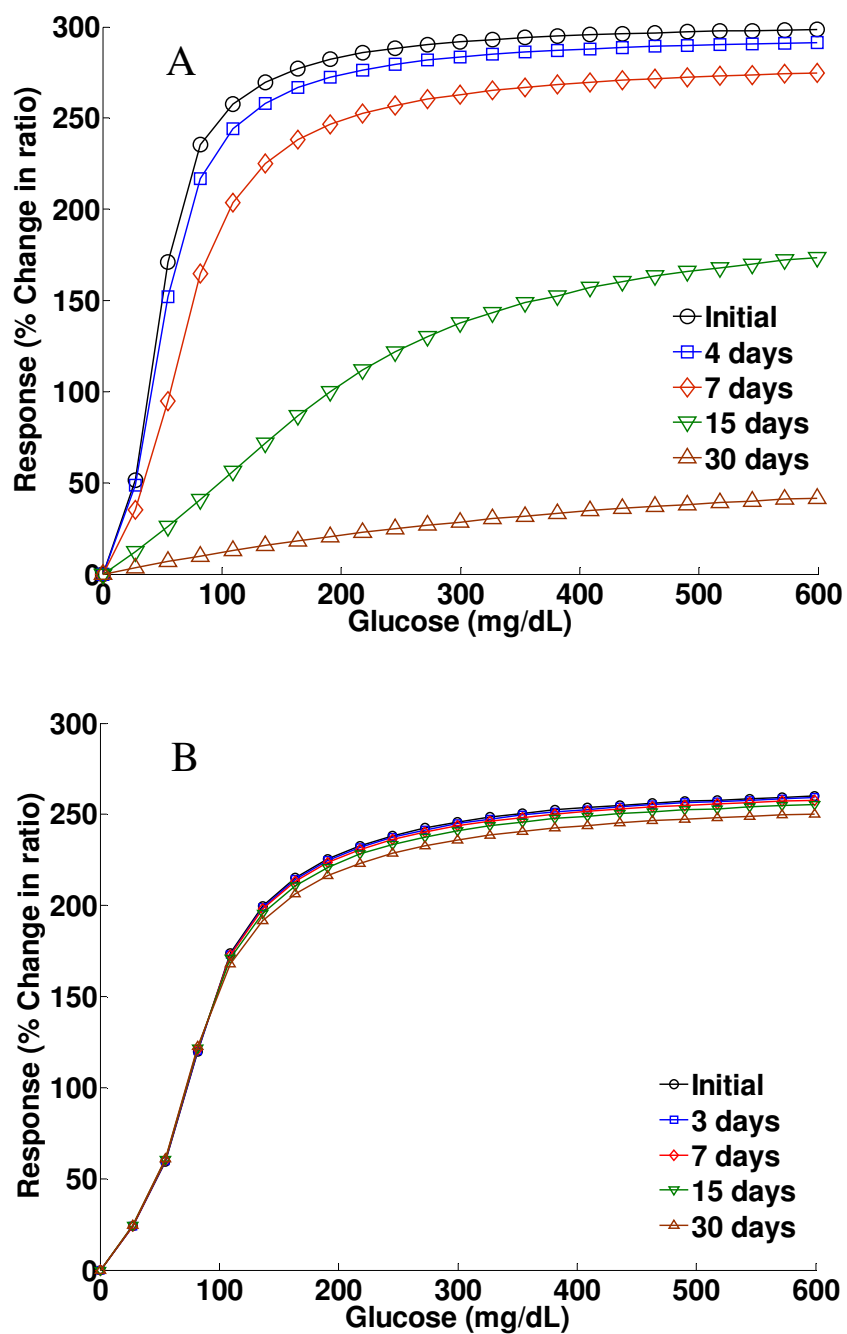 A
Response (% Change in ratio)
300
250
200
150
100
50
0
Initial
4 days
7 days
15 days
30 days
0 100 200 300 400 500 600
Glucose (mg/dL)
B
Response (% Change in ratio)
300
250
200
150
100
50
0
Initial
3 days
7 days
15 days
30 days
0 100 200 300 400 500 600
Glucose (mg/dL)